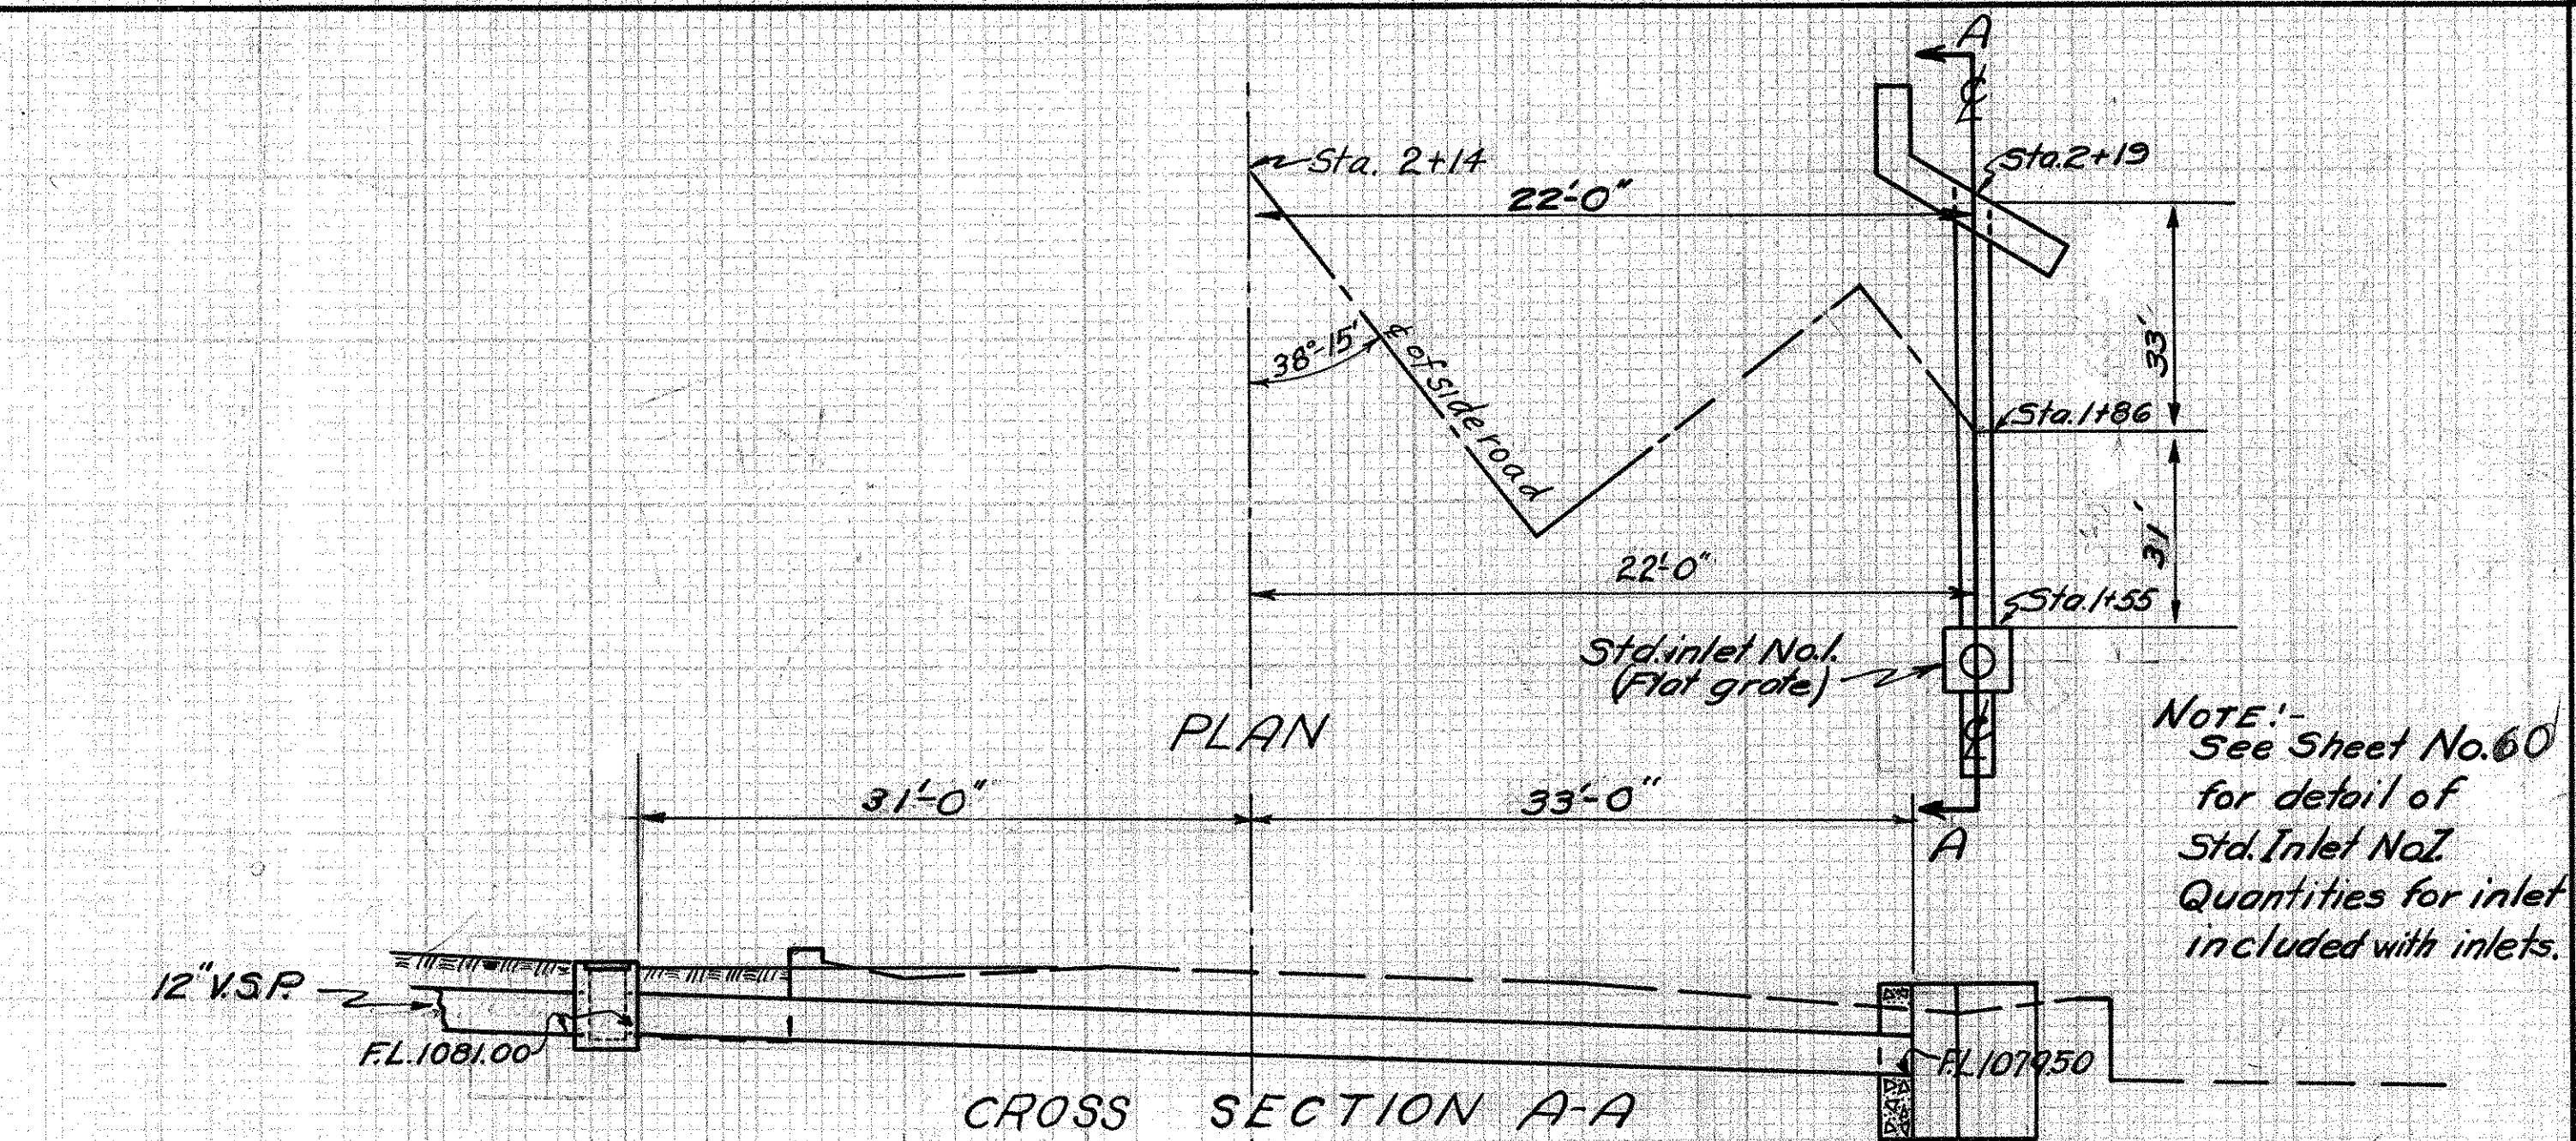 A
℄
Sta. 2+14
Sta. 2+19
22'-0"
38°-15'
℄ of side road
33'
Sta. 1+86
31'
22'-0"
Sta. 1+55
Std. inlet No. 1.
(Flat grate)
℄
PLAN
NOTE:-
See Sheet No. 60
for detail of
Std. Inlet No I.
Quantities for inlet
included with inlets.
31'-0"
33'-0"
A
12" V.S.P.
F.L. 1081.00
F.L. 1079.50
CROSS SECTION A-A